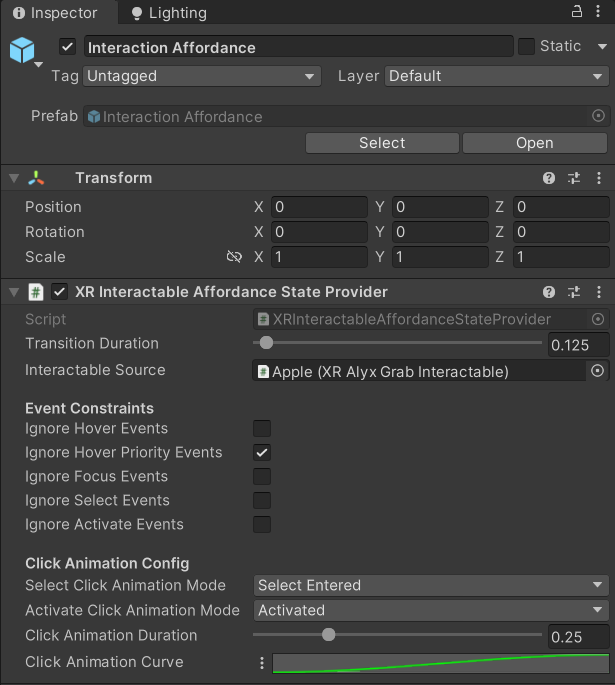 Inspector Lighting
Interaction Affordance Static
Tag Untagged Layer Default
Prefab Interaction Affordance
Select Open
Transform
Position X 0 Y 0 Z 0
Rotation X 0 Y 0 Z 0
Scale X 1 Y 1 Z 1
# XR Interactable Affordance State Provider
Script # XRInteractableAffordanceStateProvider
Transition Duration 0.125
Interactable Source # Apple (XR Alyx Grab Interactable)
Event Constraints
Ignore Hover Events
Ignore Hover Priority Events
Ignore Focus Events
Ignore Select Events
Ignore Activate Events
Click Animation Config
Select Click Animation Mode Select Entered
Activate Click Animation Mode Activated
Click Animation Duration 0.25
Click Animation Curve